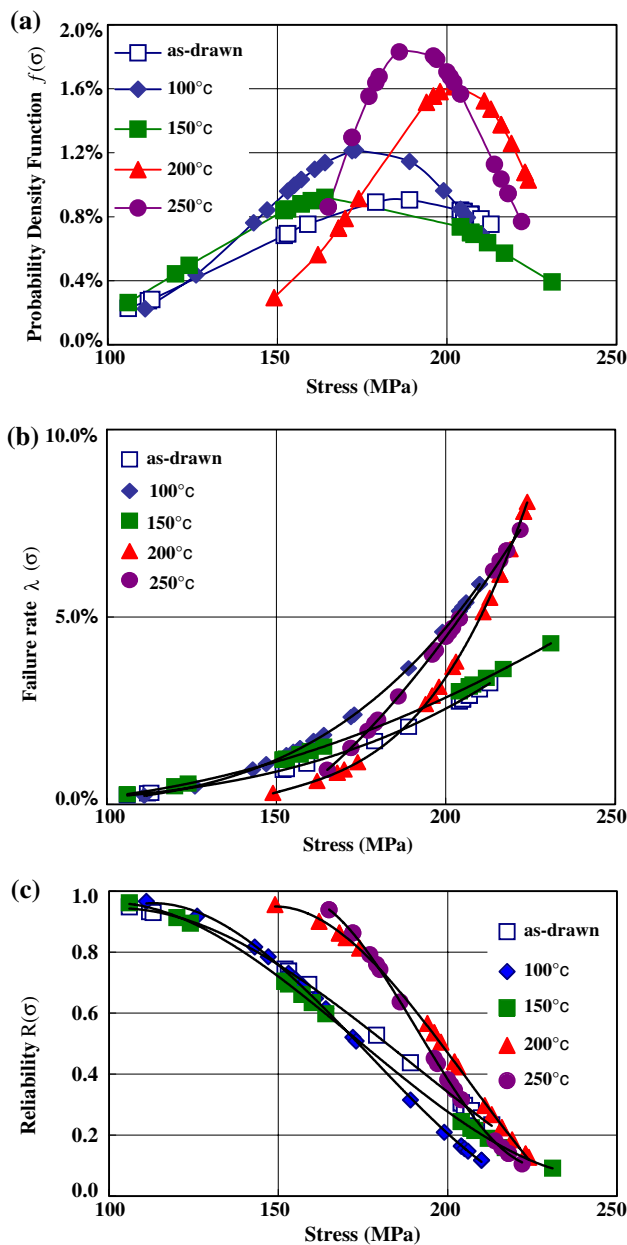 (a)
Probability Density Function f(σ)
2.0%
1.6%
1.2%
0.8%
0.4%
0.0%
as-drawn
100°c
150°c
200°c
250°c
100
150
200
250
Stress (MPa)
(b)
Failure rate λ (σ)
10.0%
5.0%
0.0%
as-drawn
100°c
150°c
200°c
250°c
100
150
200
250
Stress (MPa)
(c)
Reliability R(σ)
1.0
0.8
0.6
0.4
0.2
0.0
as-drawn
100°c
150°c
200°c
250°c
100
150
200
250
Stress (MPa)